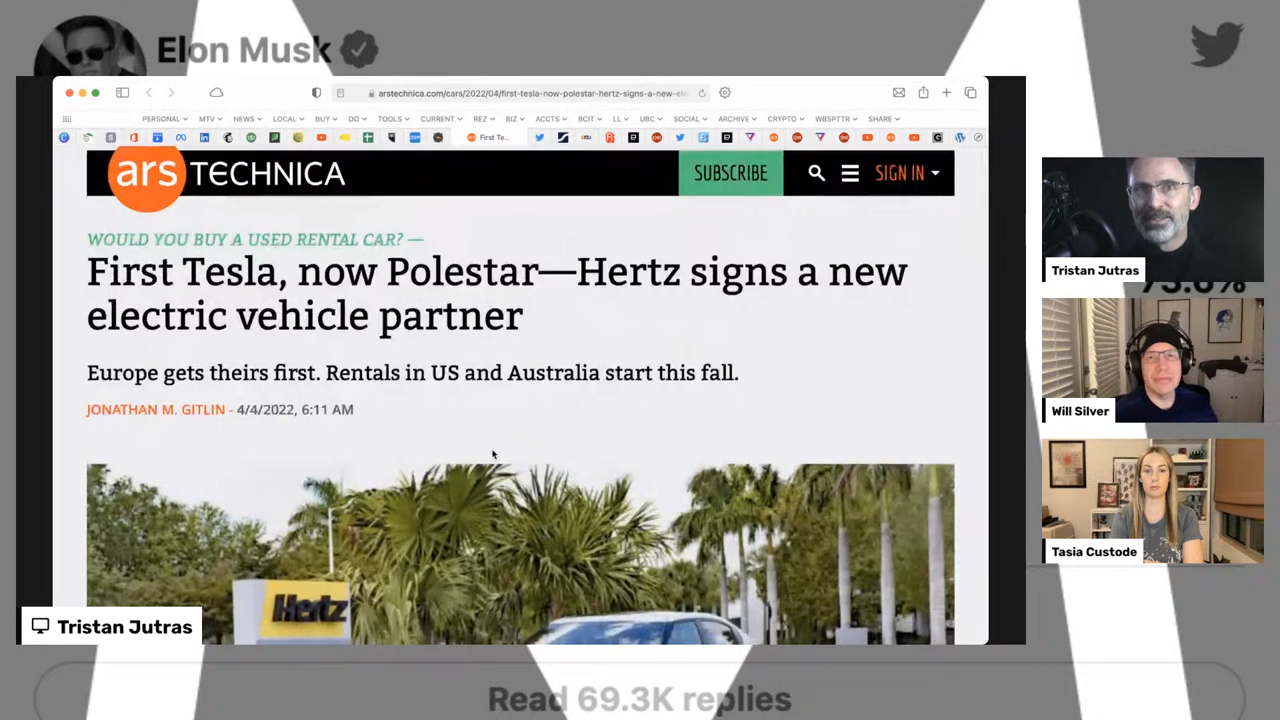 Elon Musk
arstechnica.com/cars/2022/04/first-tesla-now-polestar-hertz-signs-a-new-ele
PERSONAL MTV NEWS LOCAL BUY DO TOOLS CURRENT REZ BIZ ACCTS BCIT LL UBC SOCIAL ARCHIVE CRYPTO WBSPTTR SHARE
First Te...
ars TECHNICA
SUBSCRIBE
SIGN IN
WOULD YOU BUY A USED RENTAL CAR? —
First Tesla, now Polestar—Hertz signs a new
electric vehicle partner
Europe gets theirs first. Rentals in US and Australia start this fall.
JONATHAN M. GITLIN - 4/4/2022, 6:11 AM
Hertz
Tristan Jutras
Tristan Jutras
73.6%
Will Silver
Tasia Custode
Read 69.3K replies